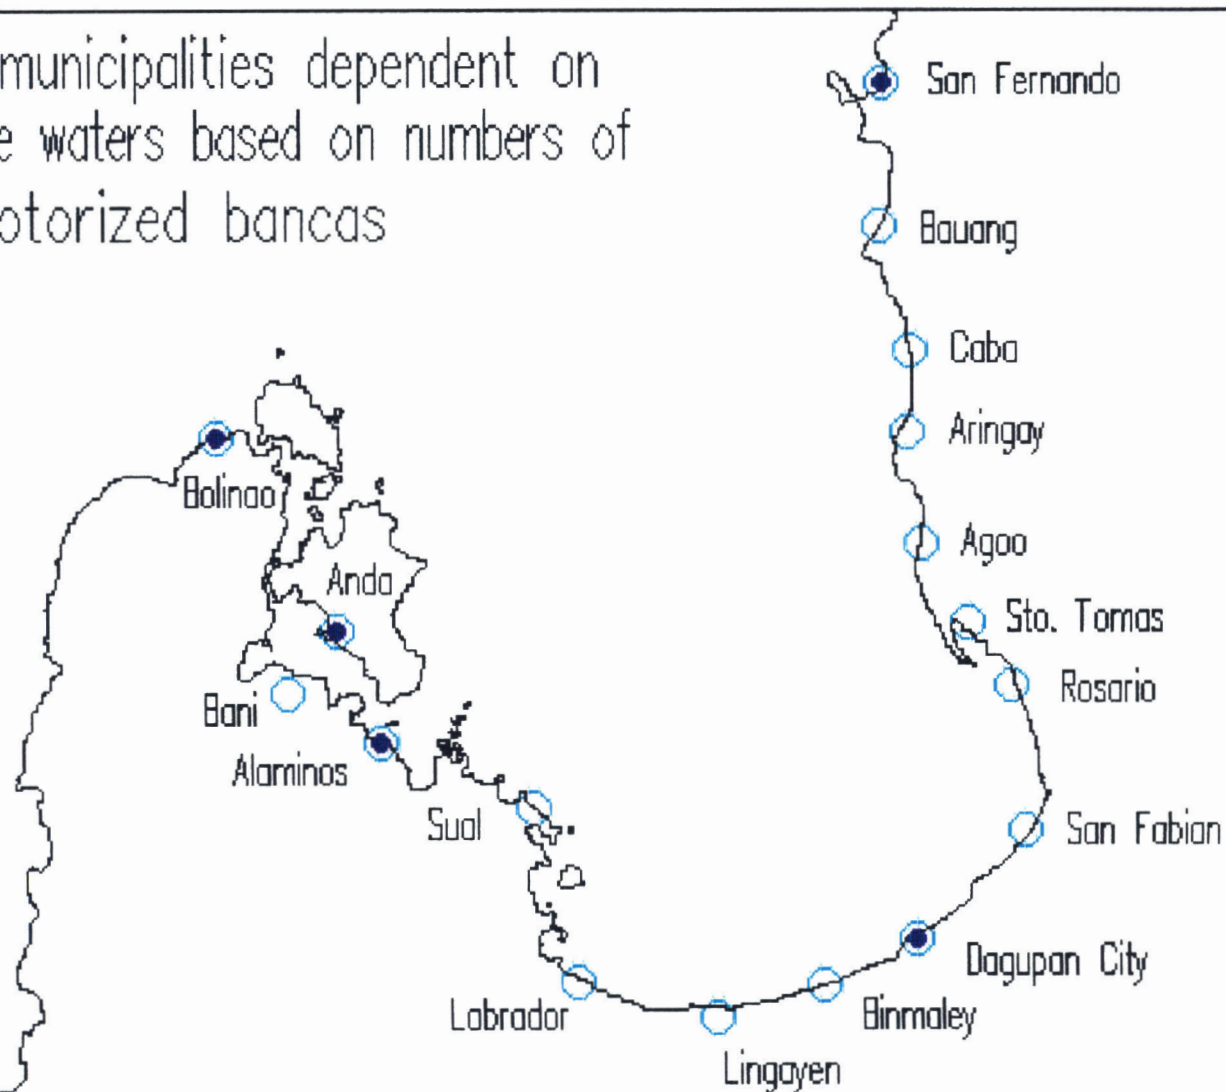 municipalities dependent on
e waters based on numbers of
otorized bancas
San Fernando
Bauang
Caba
Aringay
Bolinao
Agoo
Anda
Sto. Tomas
Rosario
Bani
Alaminos
Sual
San Fabian
Dagupan City
Labrador
Binmaley
Lingayen